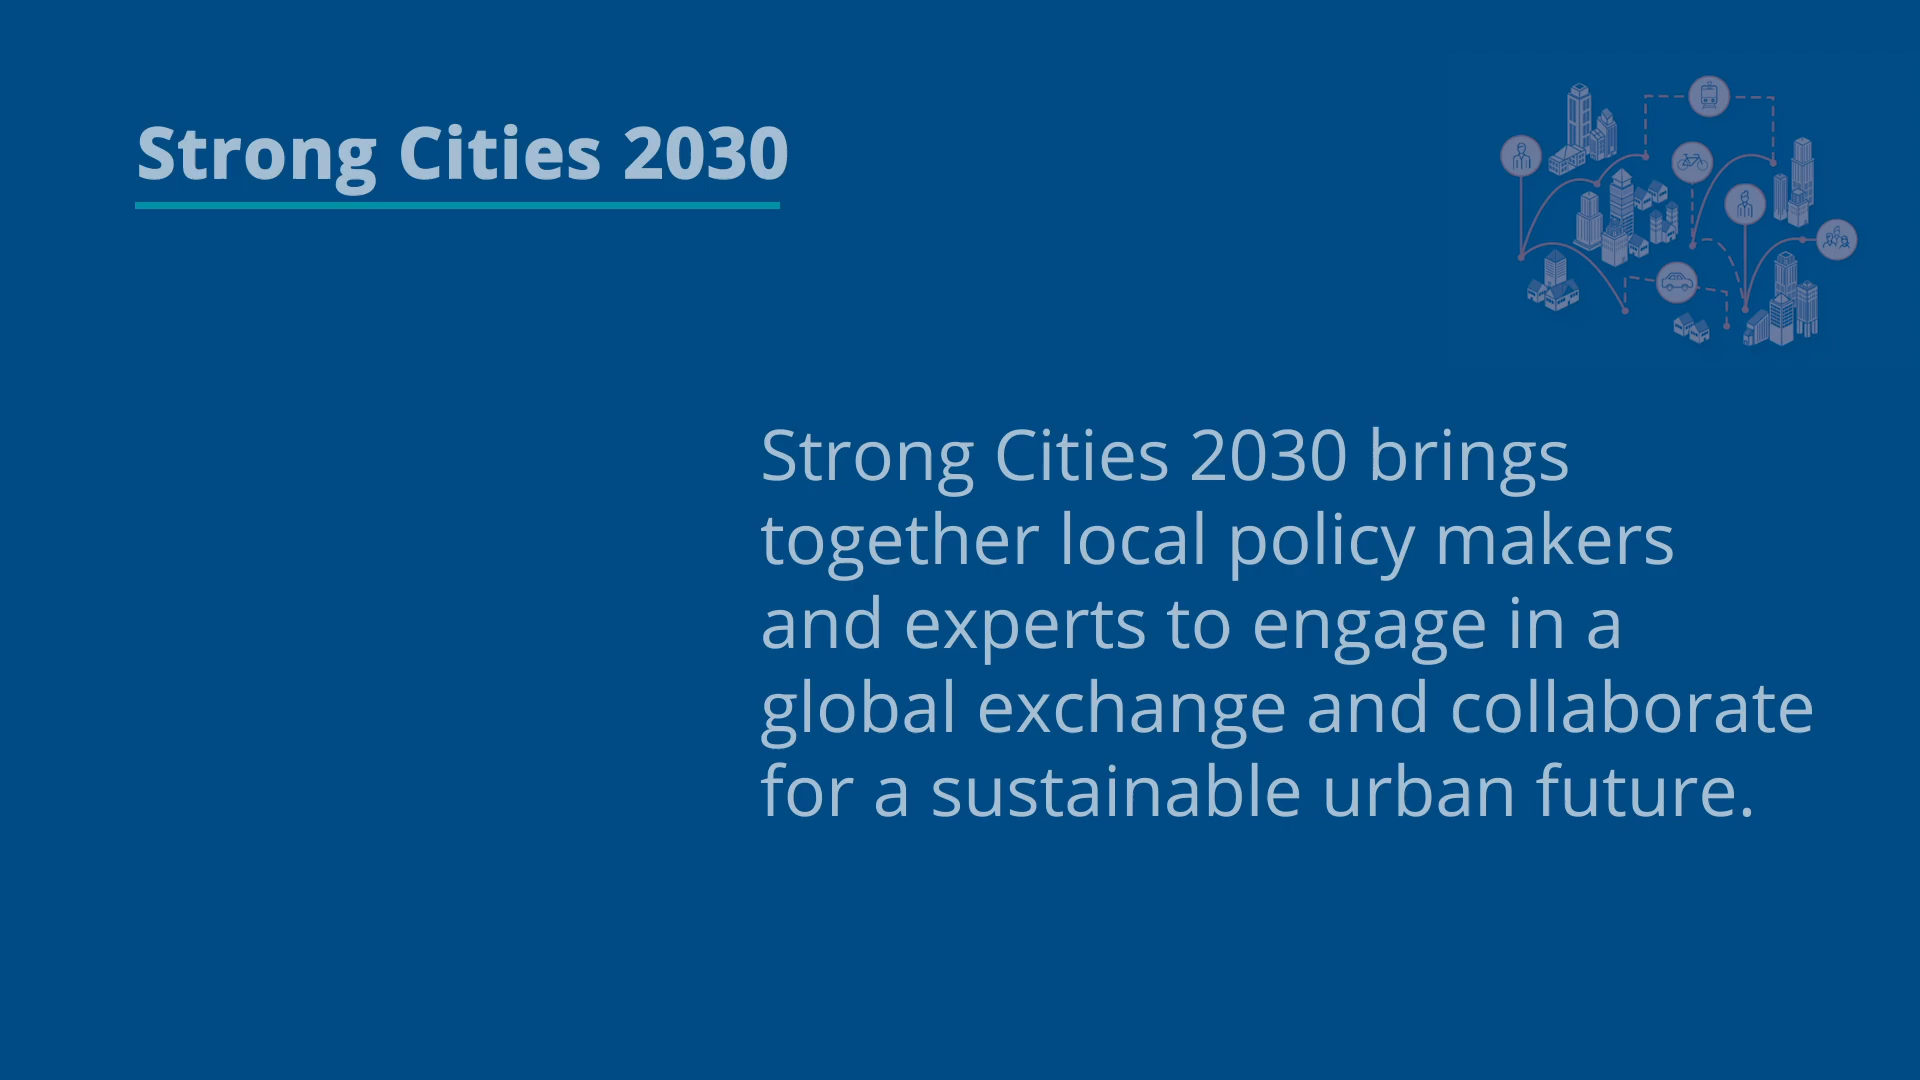 Strong Cities 2030
Strong Cities 2030 brings
together local policy makers
and experts to engage in a
global exchange and collaborate
for a sustainable urban future.